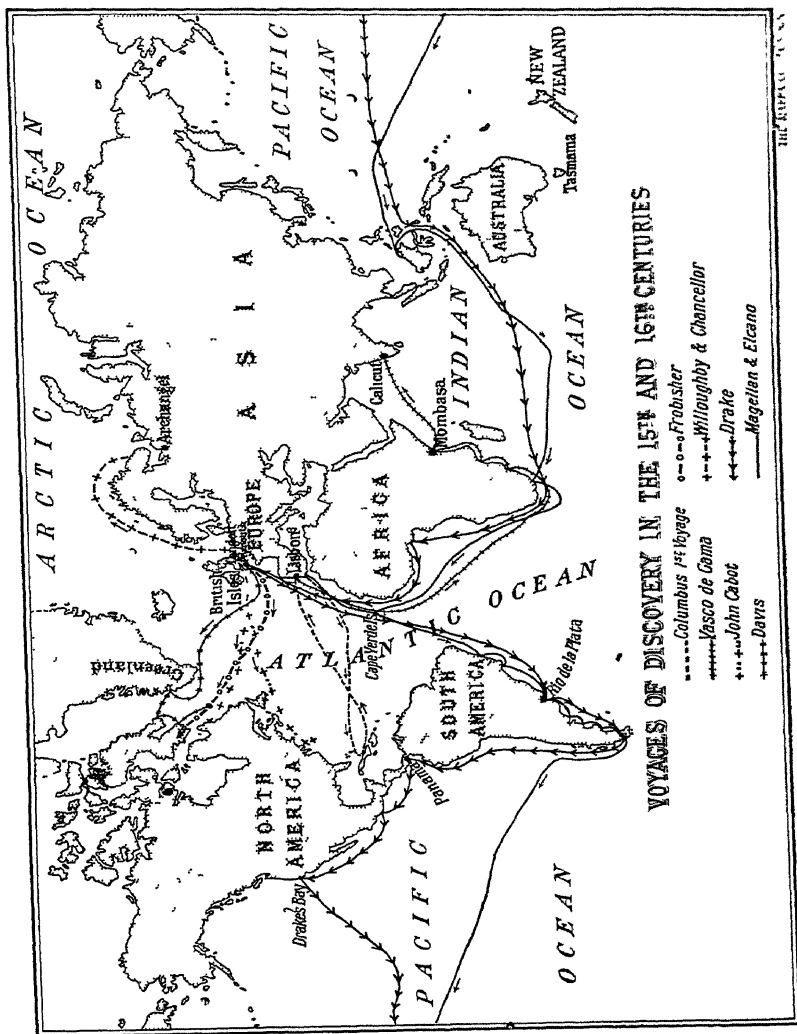 ARCTIC OCEAN
Greenland
British
Isles
EUROPE
Archangel
ASIA
PACIFIC
OCEAN
NORTH
AMERICA
Drakes Bay
ATLANTIC OCEAN
Lisbon
Cape Verde Is
Panama
SOUTH
AMERICA
Rio de la Plata
AFRICA
Mombasa
Calicut
INDIAN
OCEAN
AUSTRALIA
Tasmania
NEW
ZEALAND
PACIFIC
OCEAN
VOYAGES OF DISCOVERY IN THE 15TH AND 16TH CENTURIES
Columbus 1st Voyage
Vasco de Gama
John Cabot
Davis
Frobisher
Willoughby & Chancellor
Drake
Magellan & Elcano